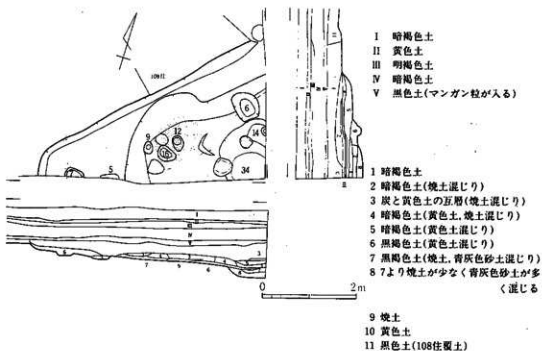 I 暗褐色土
II 黄色土
III 明褐色土
IV 暗褐色土
V 黒色土(マンガン粒が入る)
1 暗褐色土
2 暗褐色土(焼土混じり)
3 炭と黄色土の互層(焼土混じり)
4 暗褐色土(黄色土,焼土混じり)
5 暗褐色土(黄色土混じり)
6 黒褐色土(黄色土混じり)
7 黒褐色土(焼土,青灰色砂土混じり)
8 7より焼土が少なく青灰色砂土が多
く混じる
9 焼土
10 黄色土
11 黒色土(108住覆土)
108住
6
9
12
10
14
34
7
5
0
2 m